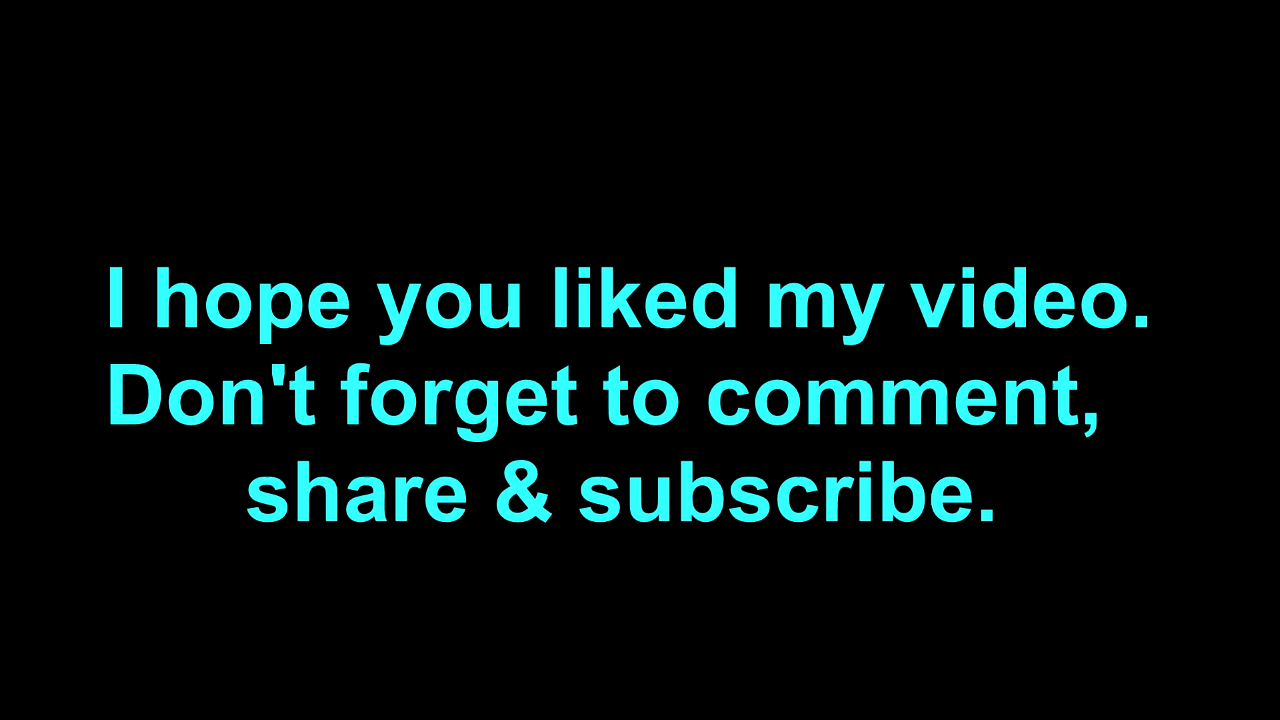 I hope you liked my video.
Don't forget to comment,
share & subscribe.